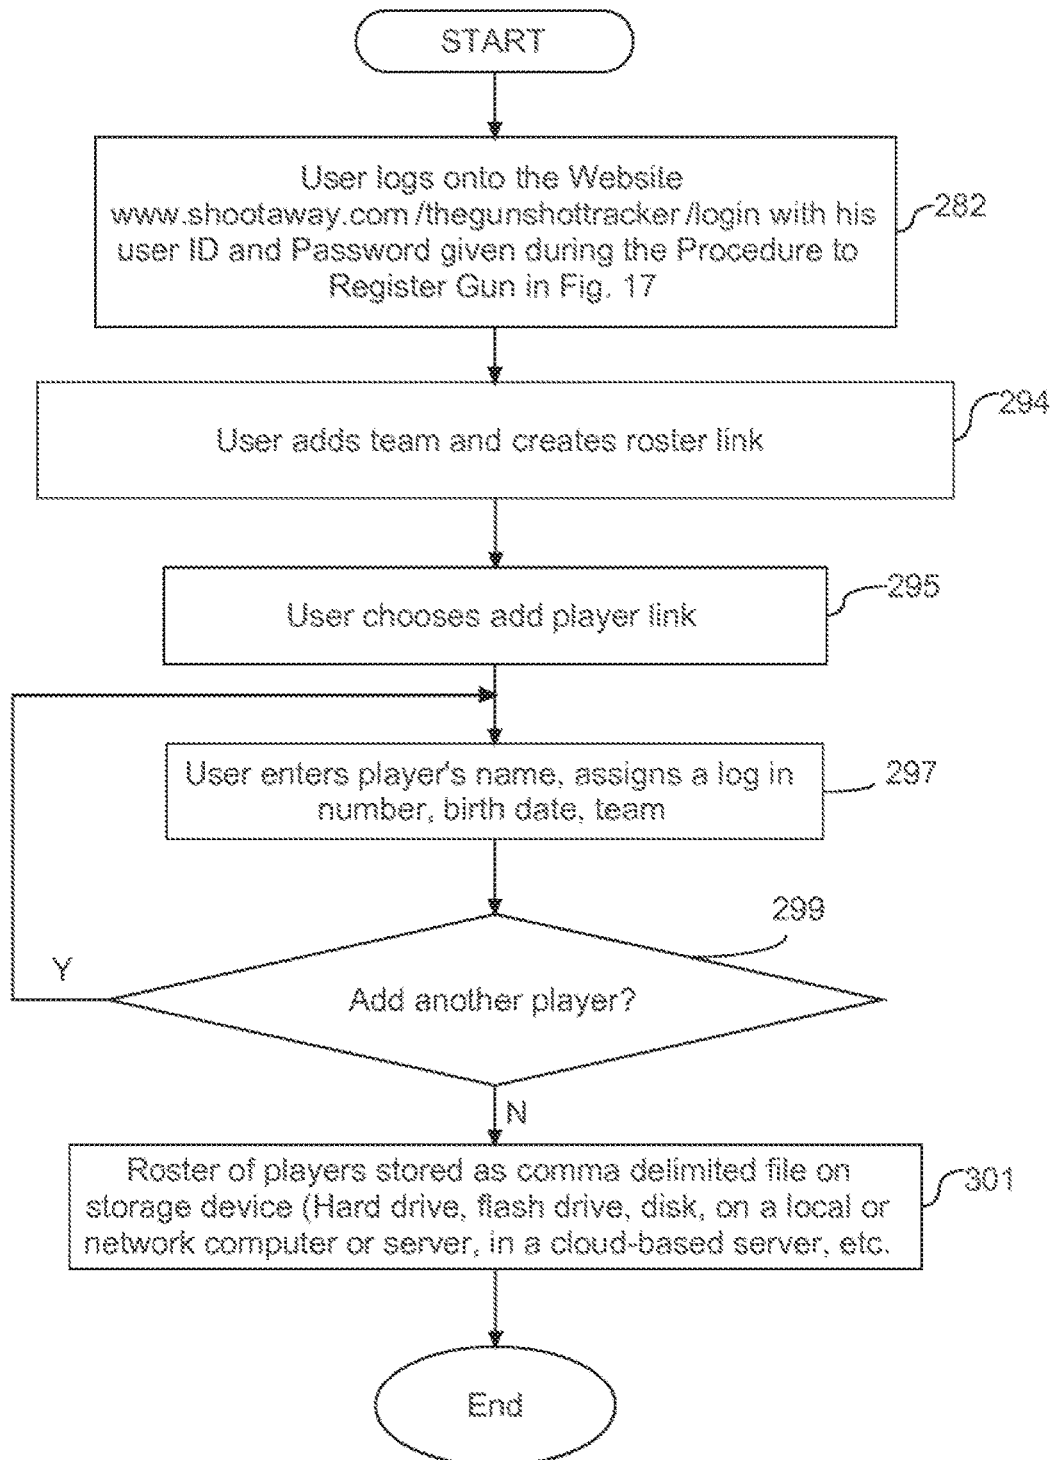 START
User logs onto the Website
www.shootaway.com/thegunshottracker/login with his
user ID and Password given during the Procedure to
Register Gun in Fig. 17
282
User adds team and creates roster link
294
User chooses add player link
295
User enters player's name, assigns a log in
number, birth date, team
297
299
Y
Add another player?
N
Roster of players stored as comma delimited file on
storage device (Hard drive, flash drive, disk, on a local or
network computer or server, in a cloud-based server, etc.
301
End